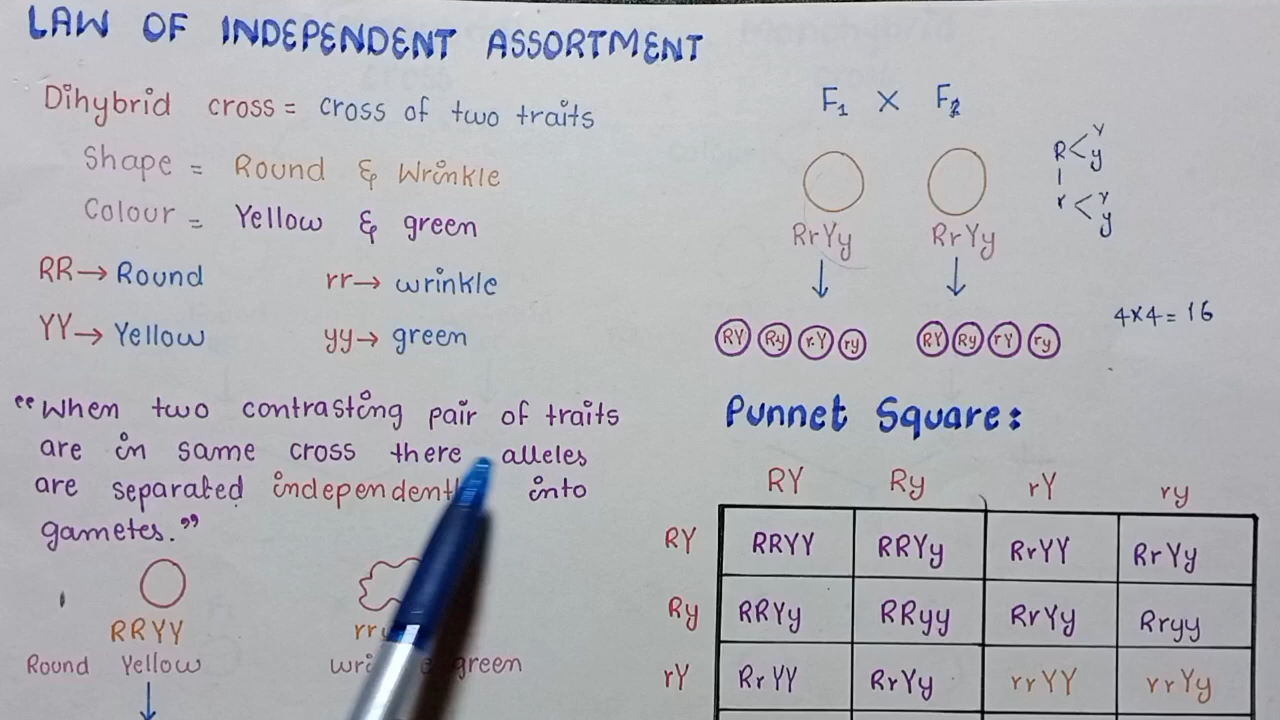 LAW OF INDEPENDENT ASSORTMENT
Dihybrid cross = cross of two traits
Shape = Round & Wrinkle
Colour = Yellow & green
RR → Round rr → wrinkle
YY → Yellow yy → green
"When two contrasting pair of traits
are in same cross there alleles
are separated into
gametes."
RRYY
Round Yellow green
F1 X
R < Y y
r < Y y
RrYy RrYy
RY Ry rY ry RY Ry rY ry
4x4=16
Punnet Square:
RY Ry rY ry
RY RRYY RRYy RrYY RrYy
Ry RRYy RRyy RrYy Rryy
rY RrYY RrYy rrYY rrYy